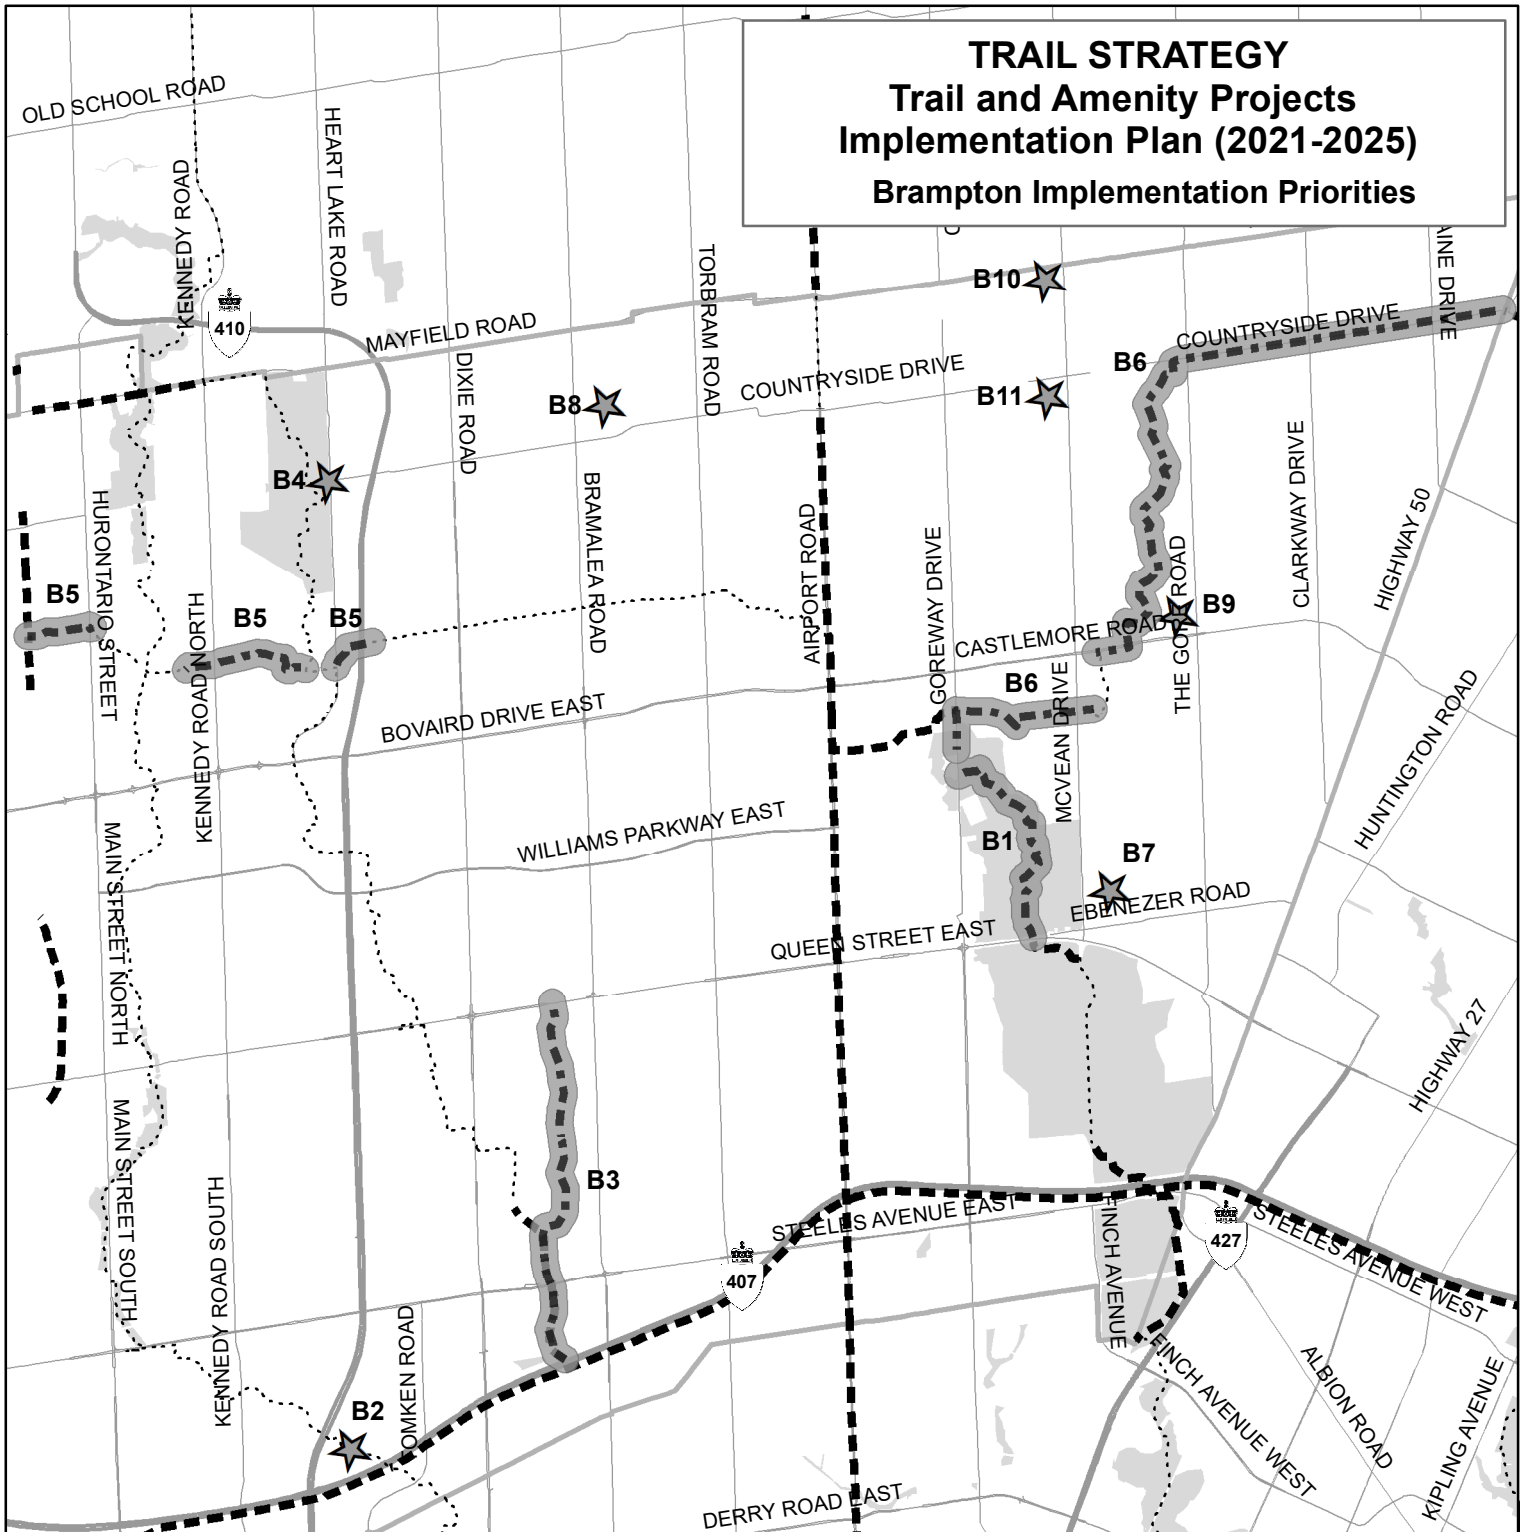 TRAIL STRATEGY
Trail and Amenity Projects
Implementation Plan (2021-2025)
Brampton Implementation Priorities
OLD SCHOOL ROAD
HEART LAKE ROAD
KENNEDY ROAD
410
MAYFIELD ROAD
TORBRAM ROAD
B10
AINE DRIVE
COUNTRYSIDE DRIVE
B6
DIXIE ROAD
COUNTRYSIDE DRIVE
B8
B11
B4
HURONTARIO STREET
BRAMALEA ROAD
AIRPORT ROAD
GOREWAY DRIVE
CLARKWAY DRIVE
HIGHWAY 50
B5
B5
B5
KENNEDY ROAD NORTH
B9
CASTLEMORE ROAD
THE GORE ROAD
B6
MCVEAN DRIVE
BOVAIRD DRIVE EAST
HUNTINGTON ROAD
WILLIAMS PARKWAY EAST
B1
B7
EBENEZER ROAD
MAIN STREET NORTH
QUEEN STREET EAST
HIGHWAY 27
MAIN STREET SOUTH
B3
KENNEDY ROAD SOUTH
STEELES AVENUE EAST
407
FINCH AVENUE
427
STEELES AVENUE WEST
TOMKEN ROAD
FINCH AVENUE WEST
ALBION ROAD
KIPLING AVENUE
B2
DERRY ROAD EAST